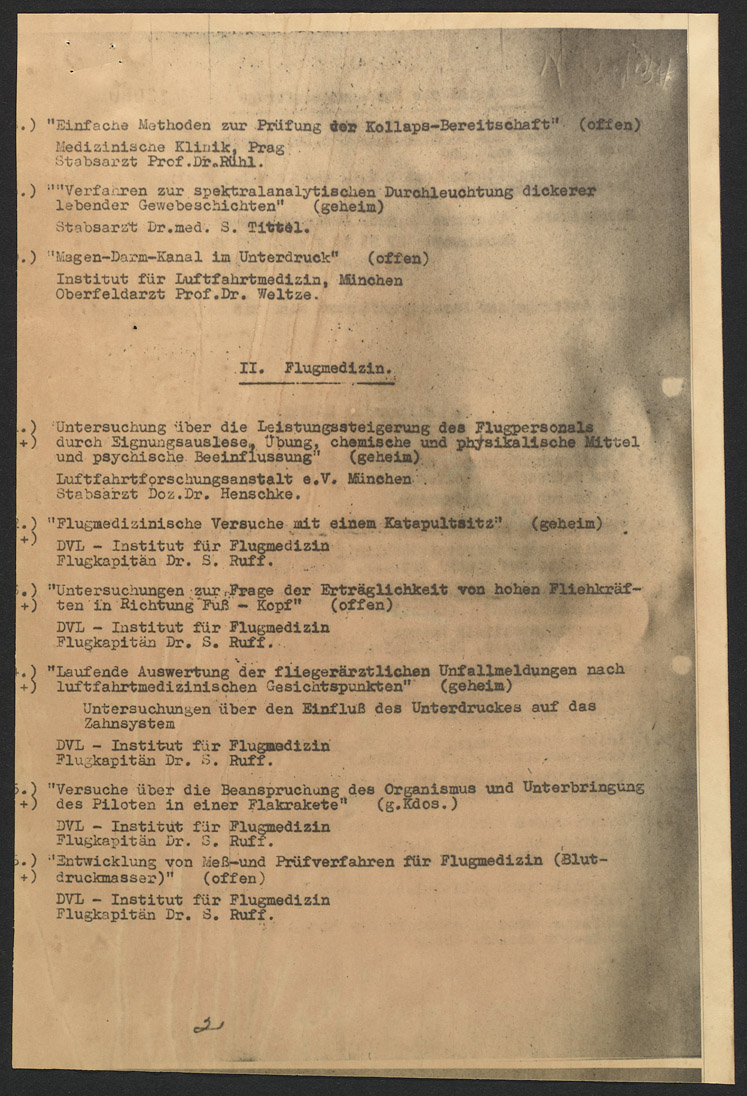 .) "Einfache Methoden zur Prüfung der Kollaps-Bereitschaft" (offen)
Medizinische Klinik, Prag
Stabsarzt Prof.Dr.Rühl.
.) ""Verfahren zur spektralanalytischen Durchleuchtung dickerer
lebender Gewebeschichten" (geheim)
Stabsarzt Dr.med. S. Tittel.
.) "Magen-Darm-Kanal im Unterdruck" (offen)
Institut für Luftfahrtmedizin, München
Oberfeldarzt Prof.Dr. Weltze.
II. Flugmedizin.
.) "Untersuchung über die Leistungssteigerung des Flugpersonals
+) durch Eignungsauslese, Übung, chemische und physikalische Mittel
und psychische Beeinflussung" (geheim)
Luftfahrtforschungsanstalt e.V. München
Stabsarzt Doz.Dr. Henschke.
.) "Flugmedizinische Versuche mit einem Katapultsitz" (geheim)
+)
DVL - Institut für Flugmedizin
Flugkapitän Dr. S. Ruff.
.) "Untersuchungen zur Frage der Erträglichkeit von hohen Fliehkräf-
+) ten in Richtung Fuß - Kopf" (offen)
DVL - Institut für Flugmedizin
Flugkapitän Dr. S. Ruff.
.) "Laufende Auswertung der fliegerärztlichen Unfallmeldungen nach
+) luftfahrtmedizinischen Gesichtspunkten" (geheim)
Untersuchungen über den Einfluß des Unterdruckes auf das
Zahnsystem
DVL - Institut für Flugmedizin
Flugkapitän Dr. S. Ruff.
.) "Versuche über die Beanspruchung des Organismus und Unterbringung
+) des Piloten in einer Flakrakete" (g.Kdos.)
DVL - Institut für Flugmedizin
Flugkapitän Dr. S. Ruff.
.) "Entwicklung von Meß-und Prüfverfahren für Flugmedizin (Blut-
+) druckmasser)" (offen)
DVL - Institut für Flugmedizin
Flugkapitän Dr. S. Ruff.
2